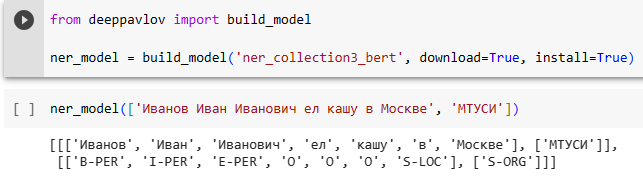 from deeppavlov import build_model
ner_model = build_model('ner_collection3_bert', download=True, install=True)
[ ] ner_model(['Иванов Иван Иванович ел кашу в Москве', 'МТУСИ'])
[[['Иванов', 'Иван', 'Иванович', 'ел', 'кашу', 'в', 'Москве'], ['МТУСИ']],
[['B-PER', 'I-PER', 'E-PER', 'O', 'O', 'O', 'S-LOC'], ['S-ORG']]]